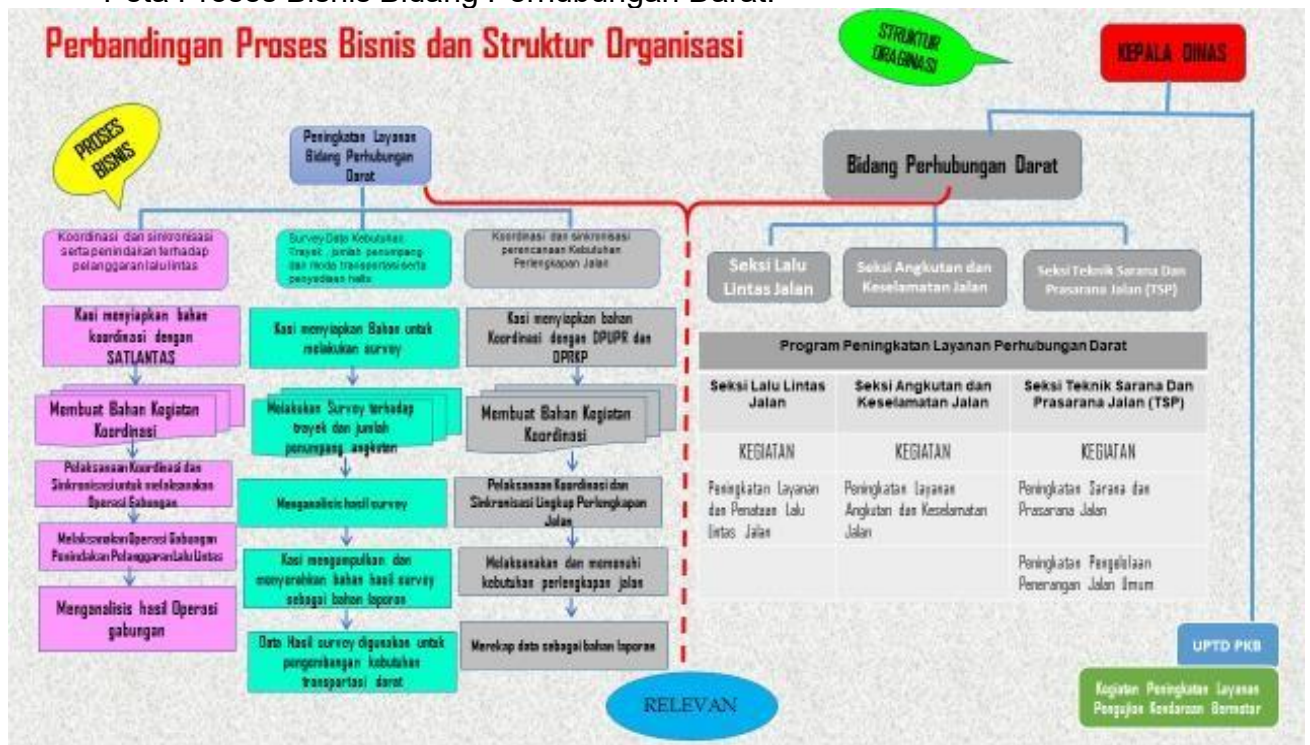 Peta Proses Bisnis Bidang Perhubungan Darat.
Perbandingan Proses Bisnis dan Struktur Organisasi
STRUKTUR
ORAGINASI
KEPALA DINAS
PROSES
BISNIS
Peningkatan Layanan
Bidang Perhubungan
Darat
Bidang Perhubungan Darat
Koordinasi dan sinkronisasi
serta penindakan terhadap
pelanggaran lalu lintas
Survey Data Kebutuhan
Trayek, jumlah penumpang
dan moda transportasi serta
penyediaan halte
Koordinasi dan sinkronisasi
perencanaan Kebutuhan
Perlengkapan Jalan
Seksi Lalu
Lintas Jalan
Seksi Angkutan dan
Keselamatan Jalan
Seksi Teknik Sarana Dan
Prasarana Jalan (TSP)
Kasi menyiapkan bahan
koordinasi dengan
SATLANTAS
Membuat Bahan Kegiatan
Koordinasi
Pelaksanaan Koordinasi dan
Sinkronisasi untuk melaksanakan
Operasi Gabungan
Melaksanakan Operasi Gabungan
Penindakan Pelanggaran Lalu Lintas
Menganalisis hasil Operasi
gabungan
Kasi menyiapkan Bahan untuk
melakukan survey
Melakukan Survey terhadap
trayek dan jumlah
penumpang angkutan
Menganalisis hasil survey
Kasi mengumpulkan dan
menyerahkan bahan hasil survey
sebagai bahan laporan
Data Hasil survey digunakan untuk
pengembangan kebutuhan
transportasi darat
Kasi menyiapkan bahan
Koordinasi dengan DPUPR dan
DPRKP
Membuat Bahan Kegiatan
Koordinasi
Pelaksanaan Koordinasi dan
Sinkronisasi Lingkup Perlengkapan
Jalan
Melaksanakan dan memenuhi
kebutuhan perlengkapan jalan
Merekap data sebagai bahan laporan
Program Peningkatan Layanan Perhubungan Darat
Seksi Lalu Lintas
Jalan
Seksi Angkutan dan
Keselamatan Jalan
Seksi Teknik Sarana Dan
Prasarana Jalan (TSP)
KEGIATAN
KEGIATAN
KEGIATAN
Peningkatan Layanan
dan Penataan Lalu
lintas Jalan
Peningkatan layanan
Angkutan dan Keselamatan
Jalan
Peningkatan Sarana dan
Prasarana Jalan
Peningkatan Pengelolaan
Penerangan Jalan Umum
UPTD PKB
Kegiatan Peningkatan Layanan
Pengujian Kendaraan Bermotor
RELEVAN